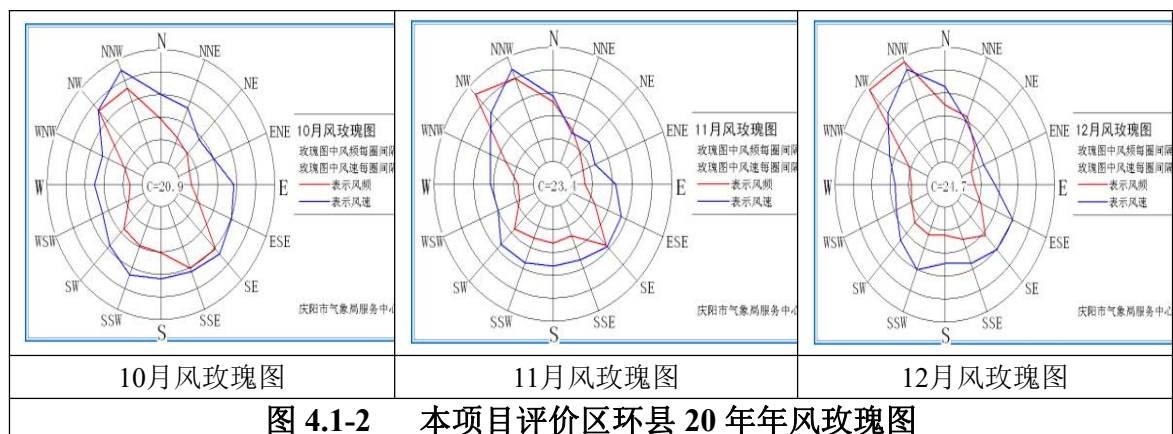 N
NNW
NNE
NW
NE
WNW
ENE
W
E
WSW
ESE
SW
SE
SSW
SSE
S
C=20.9
10月风玫瑰图
玫瑰图中风频每圈间隔
玫瑰图中风速每圈间隔
表示风频
表示风速
庆阳市气象局服务中心
N
NNW
NNE
NW
NE
WNW
ENE
W
E
WSW
ESE
SW
SE
SSW
SSE
S
C=23.4
11月风玫瑰图
玫瑰图中风频每圈间隔
玫瑰图中风速每圈间隔
表示风频
表示风速
庆阳市气象局服务中心
N
NNW
NNE
NW
NE
WNW
ENE
W
E
WSW
ESE
SW
SE
SSW
SSE
S
C=24.7
12月风玫瑰图
玫瑰图中风频每圈间隔
玫瑰图中风速每圈间隔
表示风频
表示风速
庆阳市气象局服务中心
10月风玫瑰图
11月风玫瑰图
12月风玫瑰图
图 4.1-2 本项目评价区环县 20 年年风玫瑰图